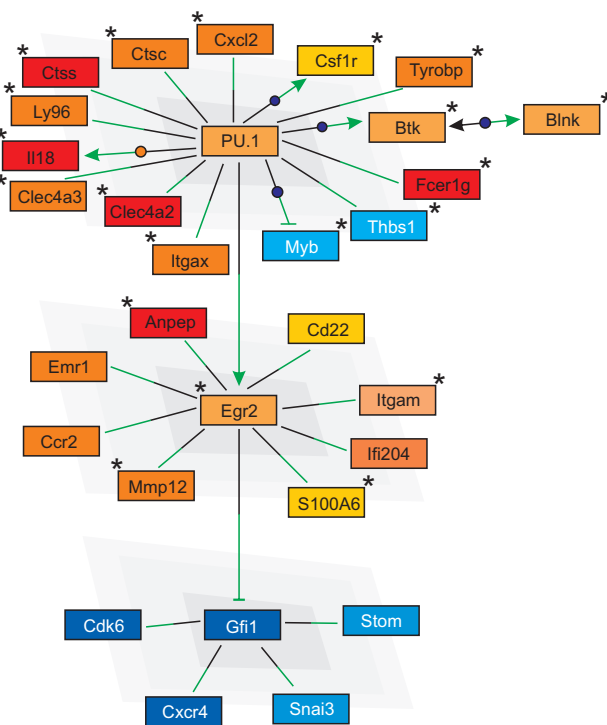 * Cxcl2
* Ctsc
Csf1r *
* Ctss
Tyrobp *
* Ly96
PU.1
Btk *
Blnk *
* Il18
* Clec4a3
* Clec4a2
Fcer1g *
Thbs1 *
Myb *
* Itgax
* Anpep
Cd22
Emr1
Itgam *
* Egr2
Ccr2
Ifi204
* Mmp12
S100A6 *
Cdk6
Gfi1
Stom
Cxcr4
Snai3